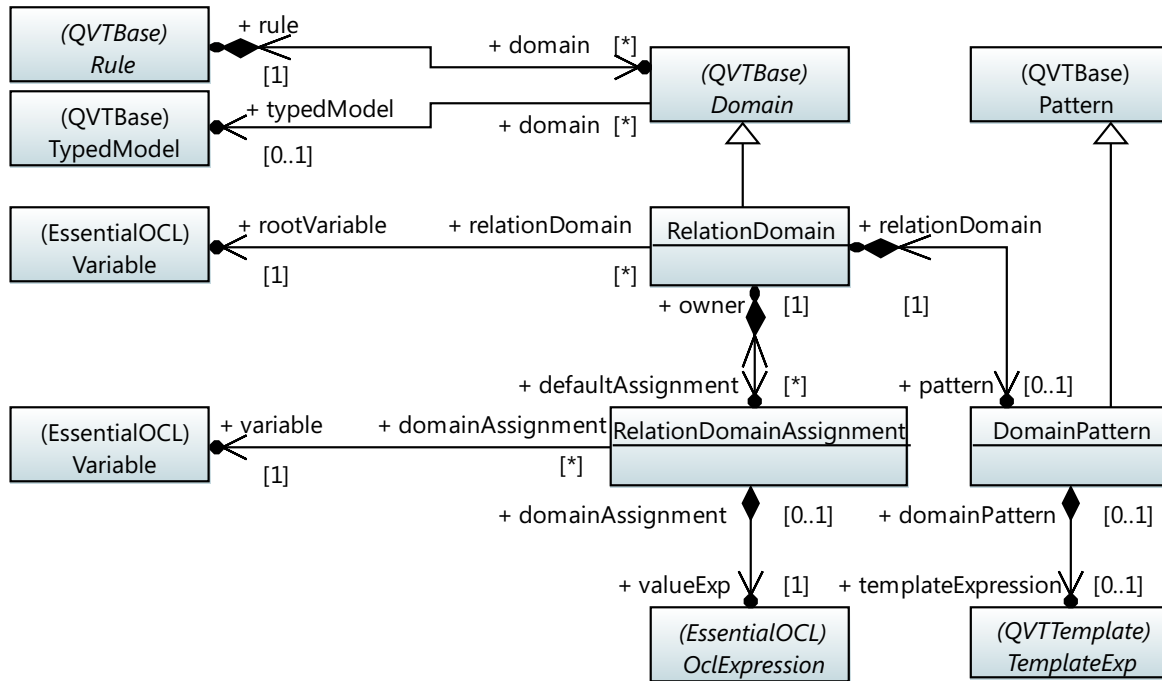 (QVTBase)
Rule
+ rule
[1]
+ domain
[*]
(QVTBase)
Domain
(QVTBase)
Pattern
(QVTBase)
TypedModel
+ typedModel
[0..1]
+ domain
[*]
(EssentialOCL)
Variable
+ rootVariable
[1]
+ relationDomain
[*]
RelationDomain
+ relationDomain
[1]
+ owner
[1]
+ defaultAssignment
[*]
+ pattern
[0..1]
(EssentialOCL)
Variable
+ variable
[1]
+ domainAssignment
[*]
RelationDomainAssignment
DomainPattern
+ domainAssignment
[0..1]
+ domainPattern
[0..1]
+ valueExp
[1]
+ templateExpression
[0..1]
(EssentialOCL)
OclExpression
(QVTTemplate)
TemplateExp